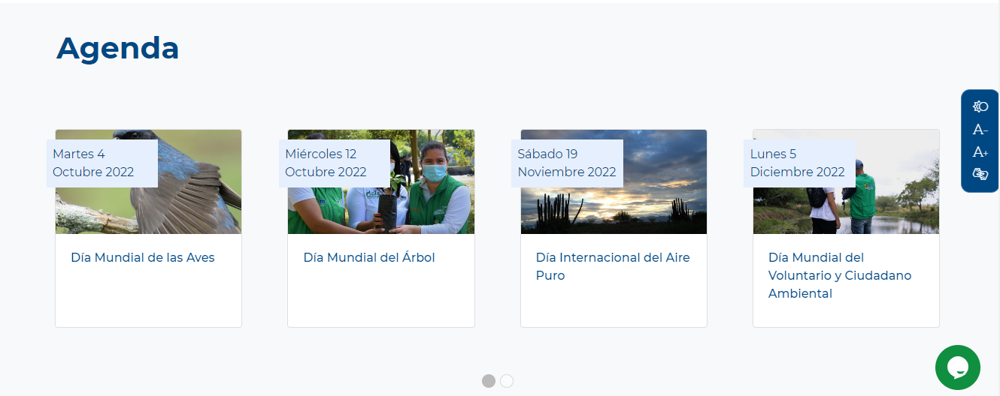 Agenda
Martes 4
Octubre 2022
Día Mundial de las Aves
Miércoles 12
Octubre 2022
Día Mundial del Árbol
Sábado 19
Noviembre 2022
Día Internacional del Aire
Puro
Lunes 5
Diciembre 2022
Día Mundial del
Voluntario y Ciudadano
Ambiental
A-
A+